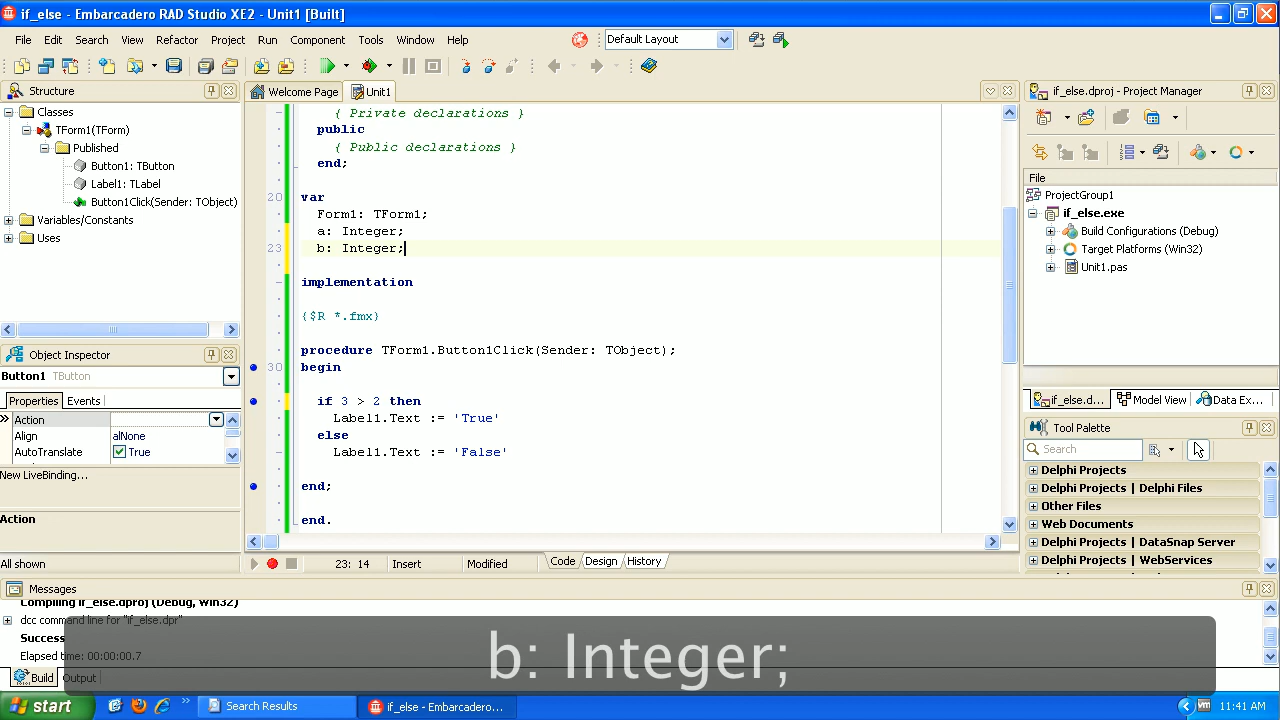 if_else - Embarcadero RAD Studio XE2 - Unit1 [Built]
File Edit Search View Refactor Project Run Component Tools Window Help
Default Layout
Structure
Classes
TForm1(TForm)
Published
Button1: TButton
Label1: TLabel
Button1Click(Sender: TObject)
Variables/Constants
Uses
Object Inspector
Button1 TButton
Properties Events
Action
Align alNone
AutoTranslate True
New LiveBinding...
Action
All shown
Welcome Page Unit1
{ Private declarations }
public
{ Public declarations }
end;
20 var
Form1: TForm1;
a: Integer;
23 b: Integer;
implementation
{$R *.fmx}
procedure TForm1.Button1Click(Sender: TObject);
30 begin
if 3 > 2 then
Label1.Text := 'True'
else
Label1.Text := 'False'
end;
end.
23: 14 Insert Modified Code Design History
if_else.dproj - Project Manager
File
ProjectGroup1
if_else.exe
Build Configurations (Debug)
Target Platforms (Win32)
Unit1.pas
if_else.d... Model View Data Ex...
Tool Palette
Search
Delphi Projects
Delphi Projects | Delphi Files
Other Files
Web Documents
Delphi Projects | DataSnap Server
Delphi Projects | WebServices
Messages
Compiling if_else.dproj (Debug, Win32)
dcc command line for "if_else.dpr"
Success
Elapsed time: 00:00:00.7
b: Integer;
Build Output
start Search Results if_else - Embarcadero... 11:41 AM